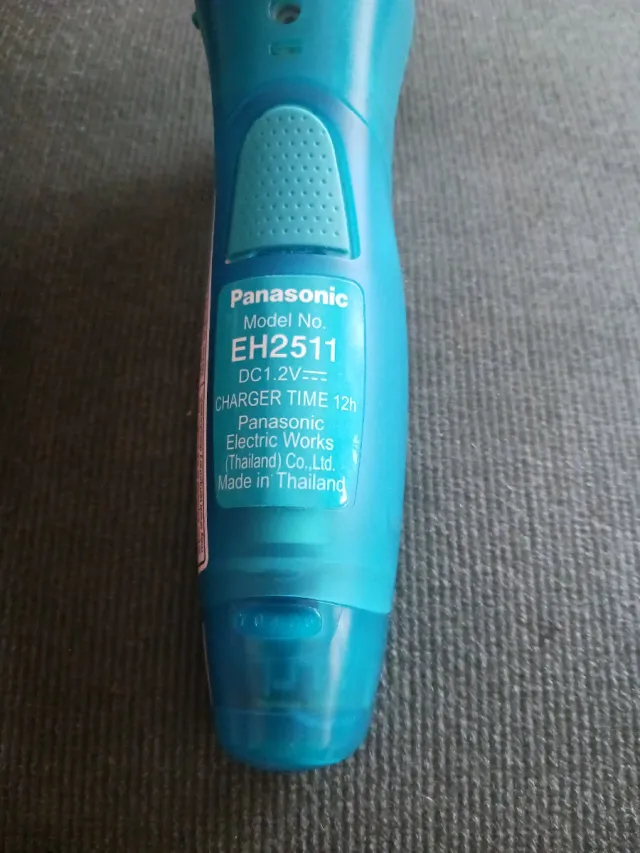 Panasonic
Model No.
EH2511
DC1.2V⎓
CHARGER TIME 12h
Panasonic
Electric Works
(Thailand) Co.,Ltd.
Made in Thailand